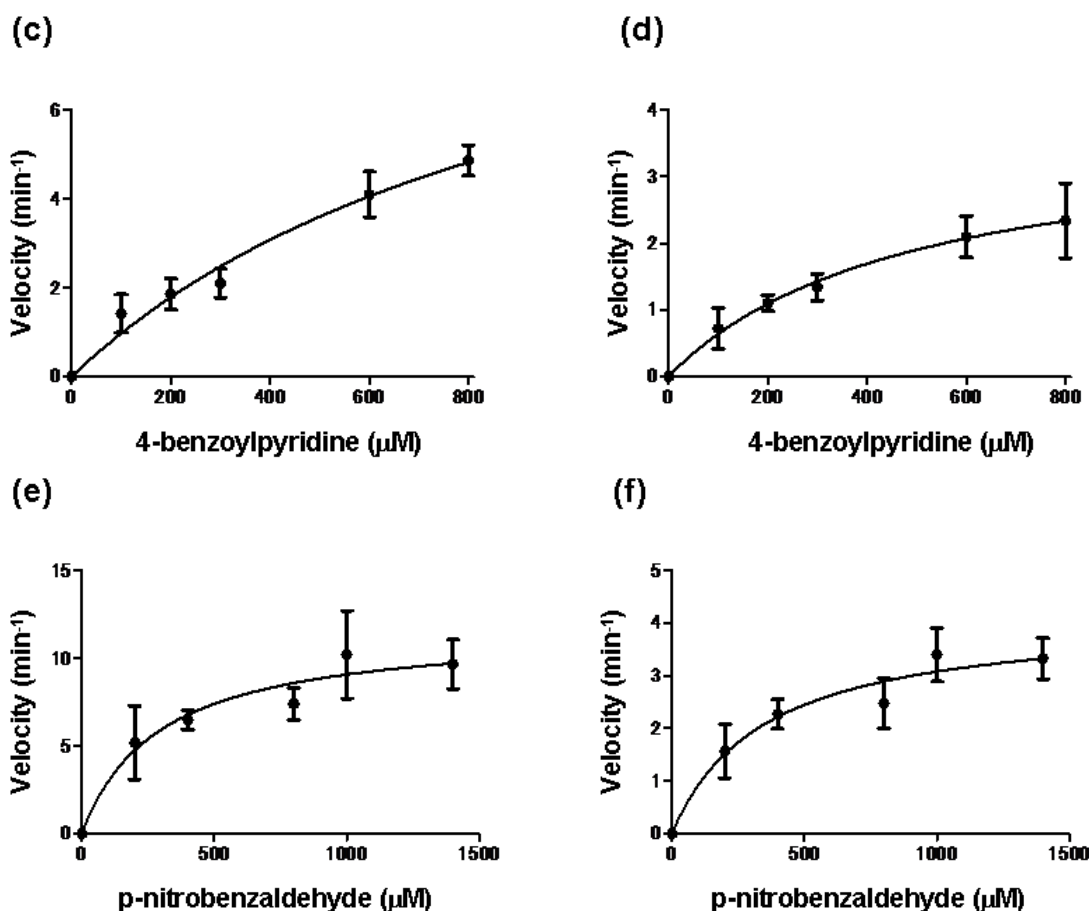 (c)
6
4
2
0
Velocity (min-1)
0 200 400 600 800
4-benzoylpyridine (µM)
(d)
4
3
2
1
0
Velocity (min-1)
0 200 400 600 800
4-benzoylpyridine (µM)
(e)
15
10
5
0
Velocity (min-1)
0 500 1000 1500
p-nitrobenzaldehyde (µM)
(f)
5
4
3
2
1
0
Velocity (min-1)
0 500 1000 1500
p-nitrobenzaldehyde (µM)